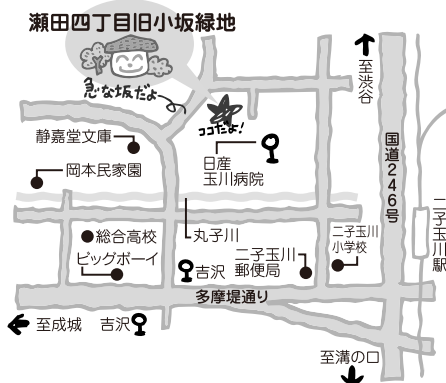 瀬田四丁目旧小坂緑地
急な坂だよ
ココだよ!
至渋谷
静嘉堂文庫
岡本民家園
日産
玉川病院
国道246号
二子玉川駅
丸子川
総合高校
ビッグボーイ
吉沢
二子玉川
郵便局
二子玉川
小学校
多摩堤通り
至成城
吉沢
至溝の口